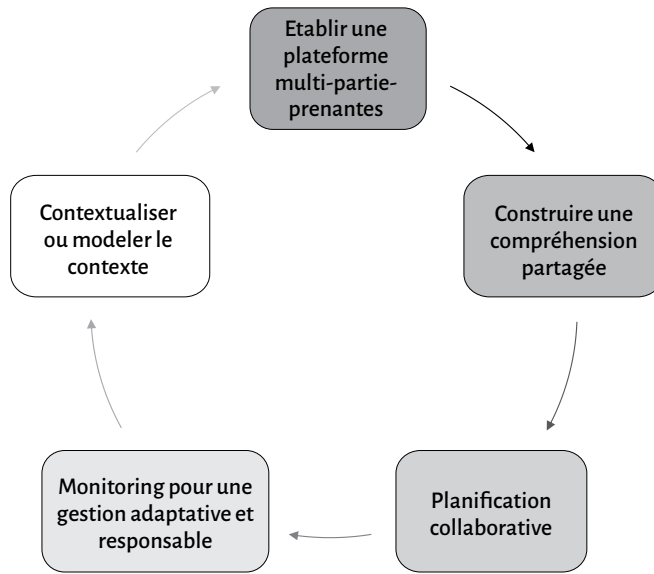 Etablir une
plateforme
multi-partie-
prenantes
Construire une
compréhension
partagée
Planification
collaborative
Monitoring pour une
gestion adaptative et
responsable
Contextualiser
ou modeler le
contexte